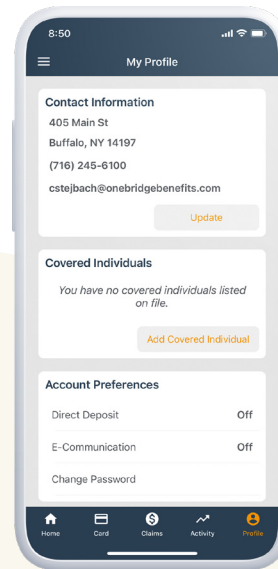 8:50
My Profile
Contact Information
405 Main St
Buffalo, NY 14197
(716) 245-6100
cstejbach@onebridgebenefits.com
Update
Covered Individuals
You have no covered individuals listed
on file.
Add Covered Individual
Account Preferences
Direct Deposit Off
E-Communication Off
Change Password
Home Card Claims Activity Profile